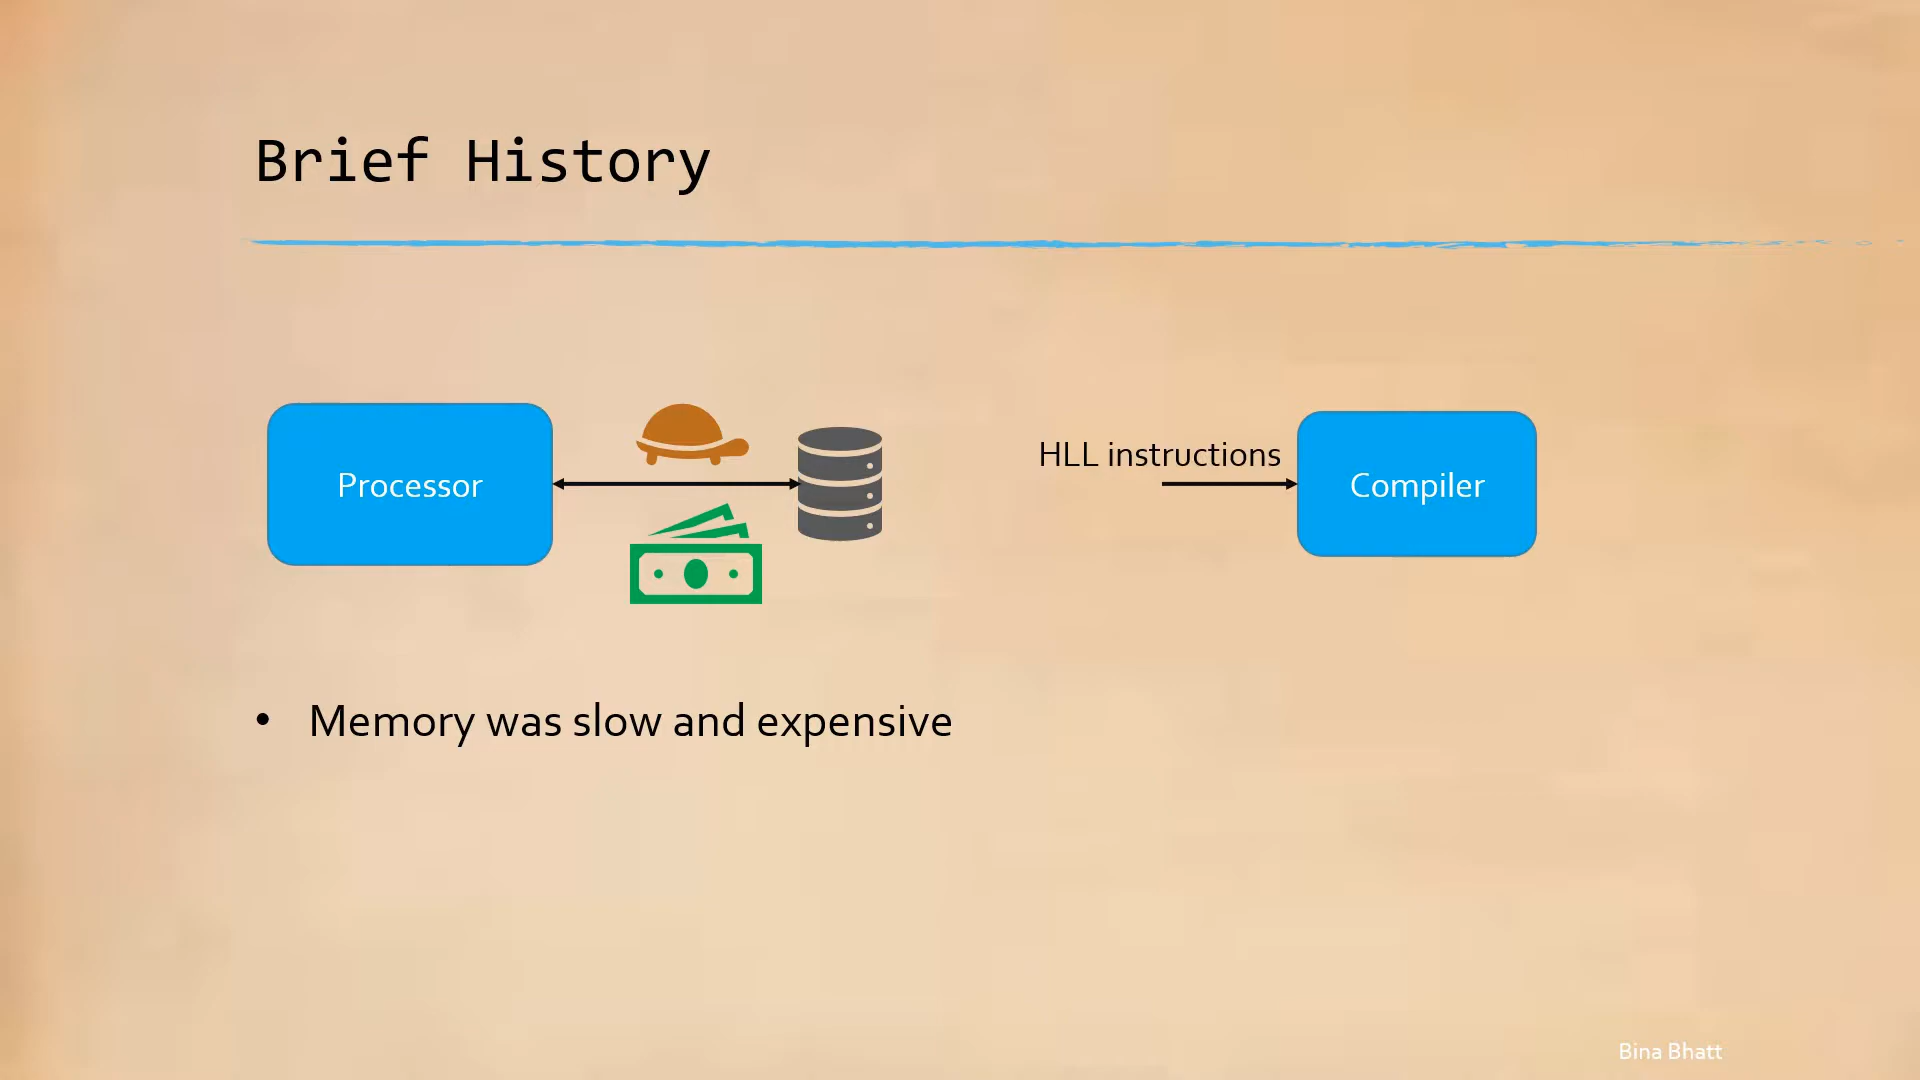 Brief History
Processor
HLL instructions
Compiler
• Memory was slow and expensive
Bina Bhatt